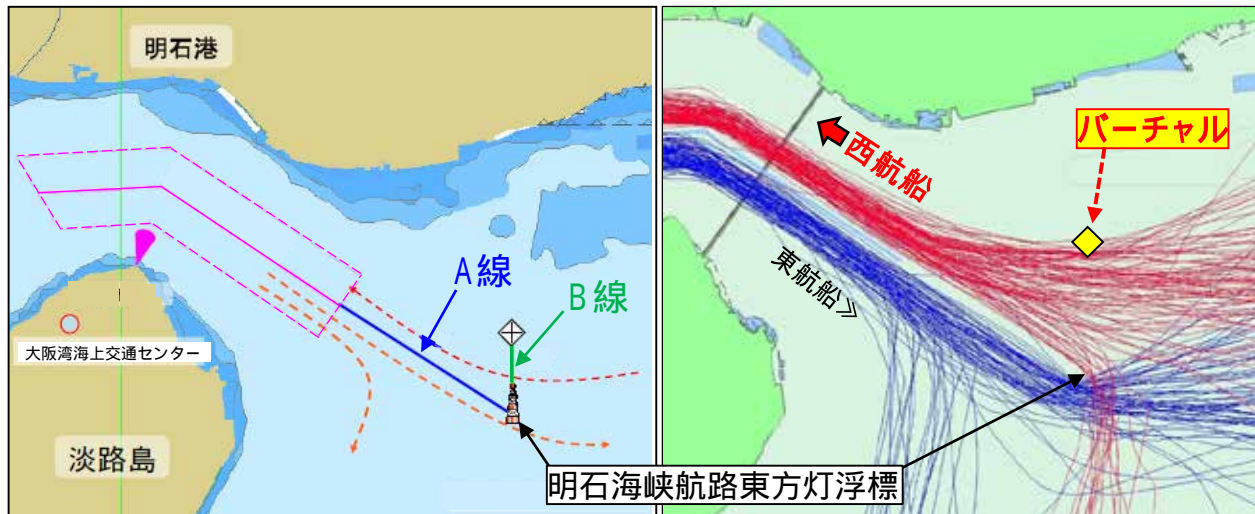 明石港
A線
B線
大阪湾海上交通センター
淡路島
バーチャル
西航船
東航船≫
明石海峡航路東方灯浮標